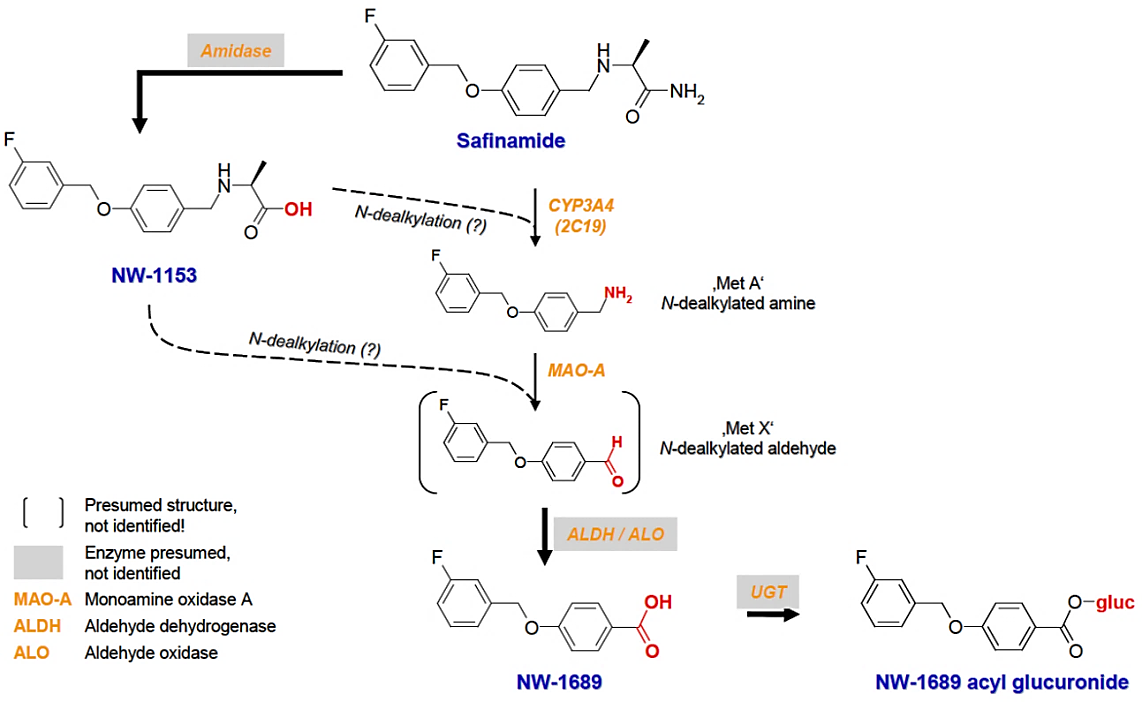 F
Amidase
H
N
O
NH2
O
Safinamide
F
H
N
O
OH
O
NW-1153
N-dealkylation (?)
CYP3A4
(2C19)
F
NH2
O
‚Met A‘
N-dealkylated amine
N-dealkylation (?)
MAO-A
F
H
O
O
‚Met X‘
N-dealkylated aldehyde
Presumed structure,
not identified!
ALDH / ALO
Enzyme presumed,
not identified
MAO-A Monoamine oxidase A
ALDH Aldehyde dehydrogenase
ALO Aldehyde oxidase
F
OH
O
O
NW-1689
UGT
F
O–gluc
O
O
NW-1689 acyl glucuronide